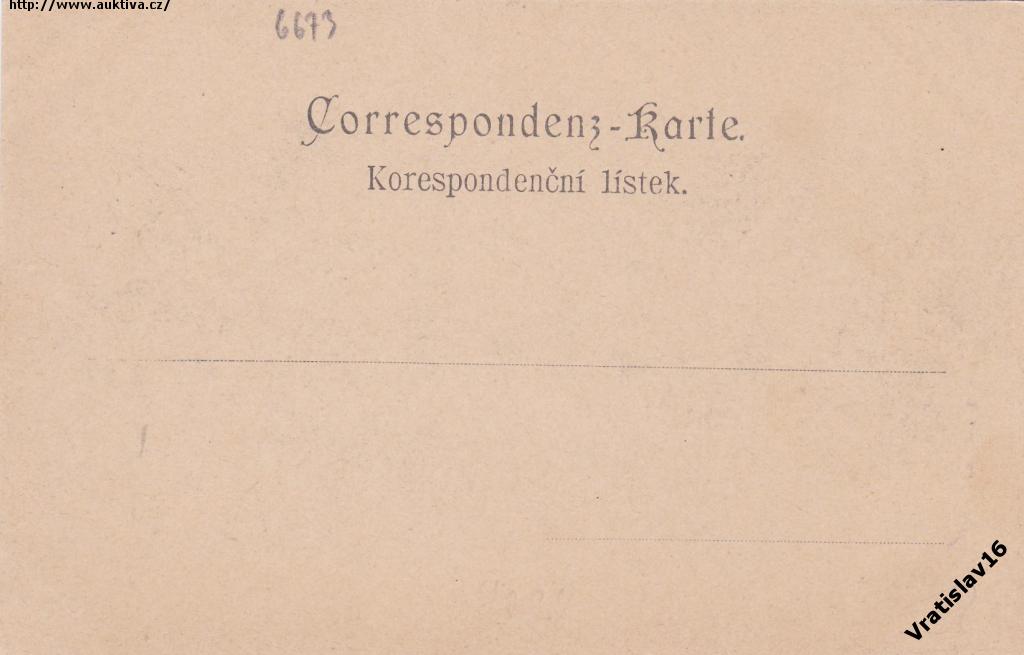 http://www.auktiva.cz/
6673
Correspondenz-Karte.
Korespondenční lístek.
Vratislav16